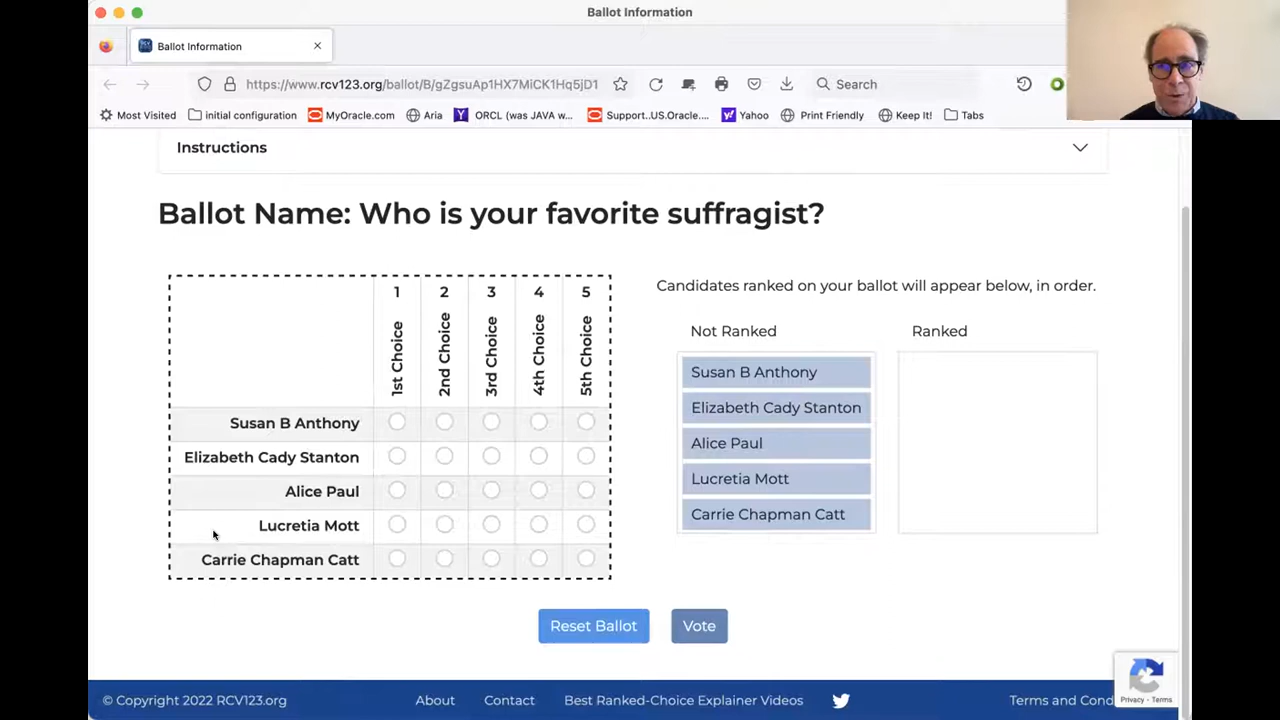 Ballot Information
Ballot Information
https://www.rcv123.org/ballot/B/gZgsuAp1HX7MiCK1Hq5jD1
Search
Most Visited
initial configuration
MyOracle.com
Aria
ORCL (was JAVA w...
Support..US.Oracle....
Yahoo
Print Friendly
Keep It!
Tabs
Instructions
Ballot Name: Who is your favorite suffragist?
1 2 3 4 5
1st Choice
2nd Choice
3rd Choice
4th Choice
5th Choice
Susan B Anthony
Elizabeth Cady Stanton
Alice Paul
Lucretia Mott
Carrie Chapman Catt
Candidates ranked on your ballot will appear below, in order.
Not Ranked
Ranked
Susan B Anthony
Elizabeth Cady Stanton
Alice Paul
Lucretia Mott
Carrie Chapman Catt
Reset Ballot
Vote
© Copyright 2022 RCV123.org
About
Contact
Best Ranked-Choice Explainer Videos
Terms and Cond
Privacy - Terms